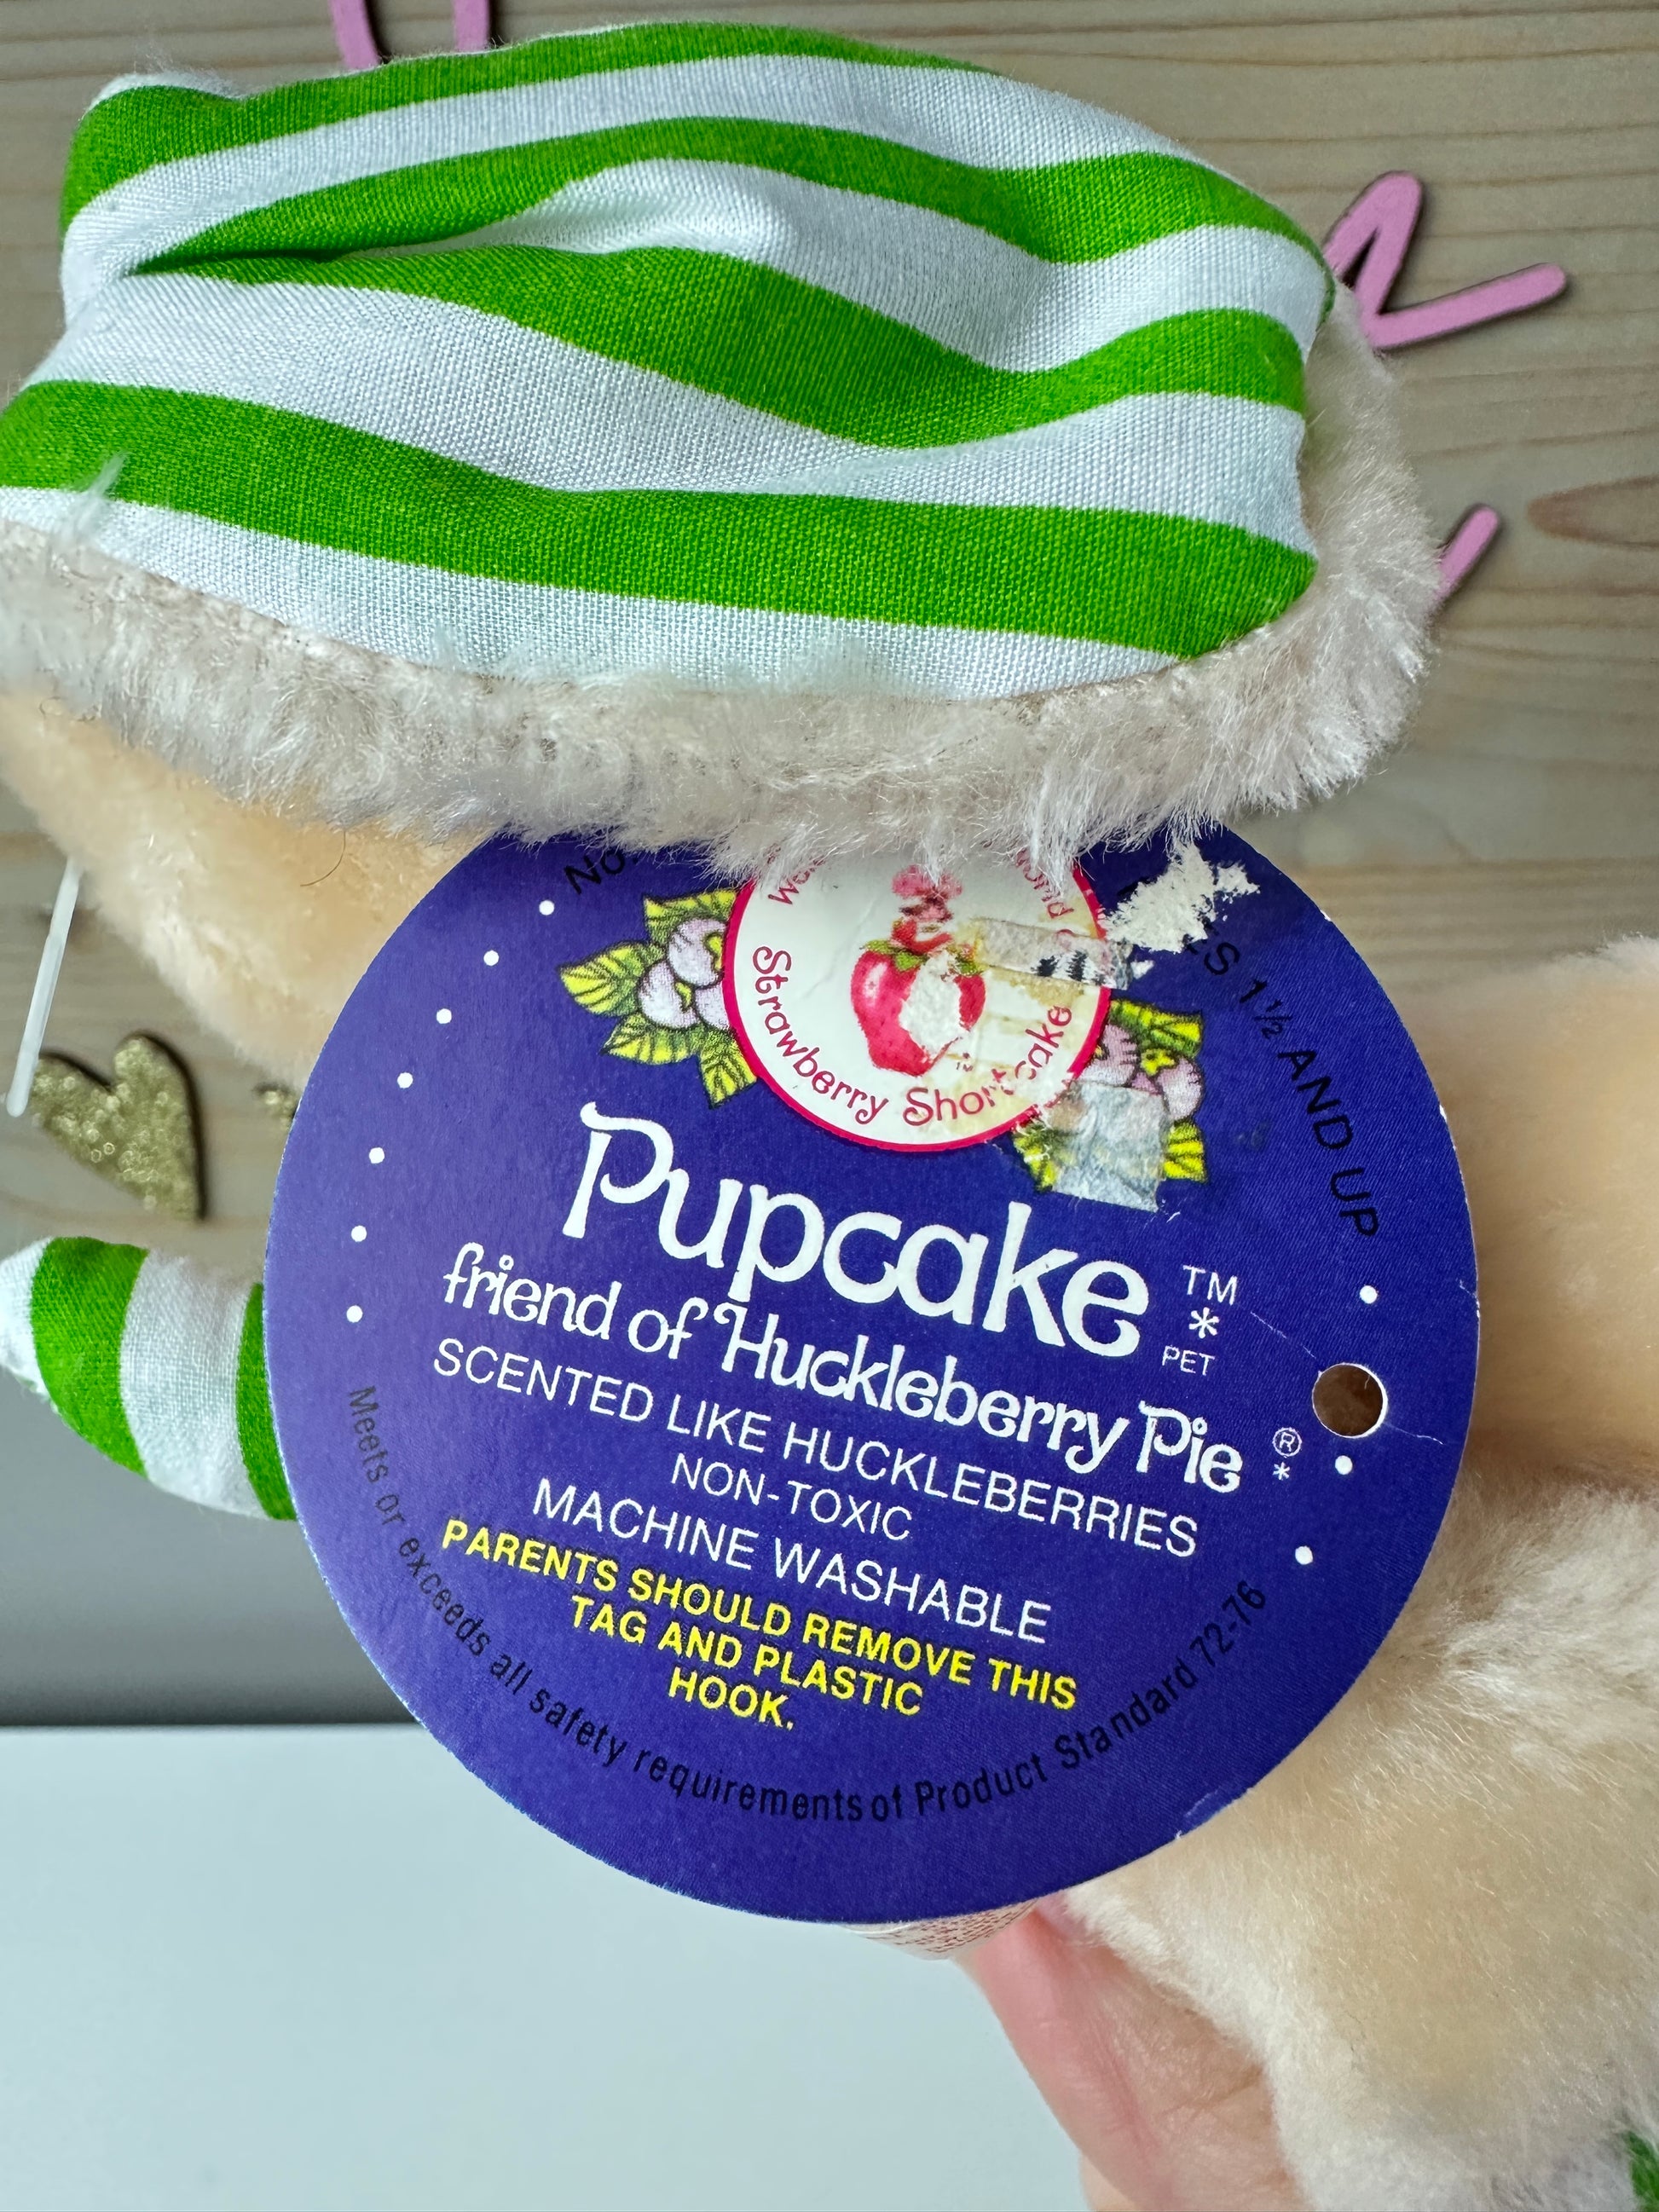 1½ AND UP
Strawberry Shortcake
TM
Pupcake TM
*
PET
friend of Huckleberry Pie ®
*
SCENTED LIKE HUCKLEBERRIES
NON-TOXIC
MACHINE WASHABLE
PARENTS SHOULD REMOVE THIS
TAG AND PLASTIC
HOOK.
Meets or exceeds all safety requirements of Product Standard 72-76